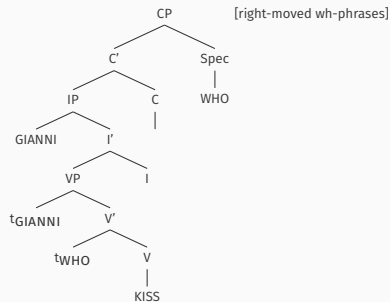 CP [right-moved wh-phrases]
C' Spec
IP C WHO
GIANNI I'
VP I
tGIANNI V'
tWHO V
KISS